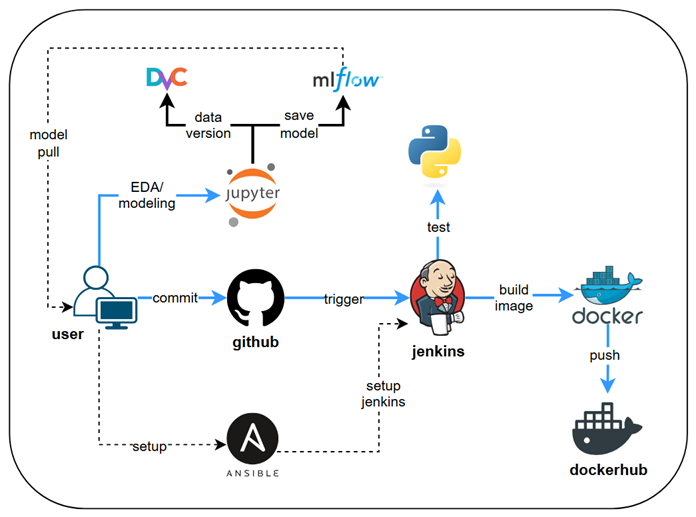 DVC
mlflow
data
version
save
model
model
pull
EDA/
modeling
jupyter
test
commit
trigger
build
image
docker
user
github
jenkins
push
setup
jenkins
setup
ANSIBLE
dockerhub